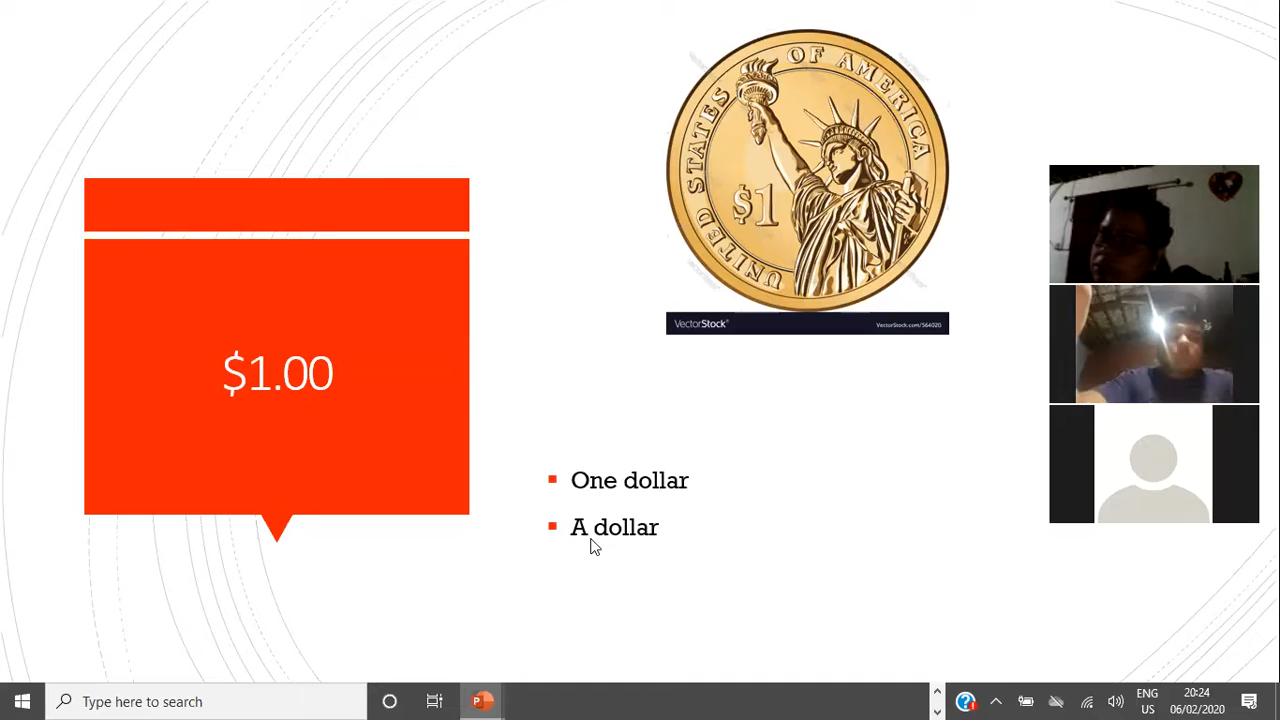 UNITED STATES OF AMERICA
$1
VectorStock®
VectorStock.com/564020
$1.00
One dollar
A dollar
Type here to search
ENG
US
20:24
06/02/2020